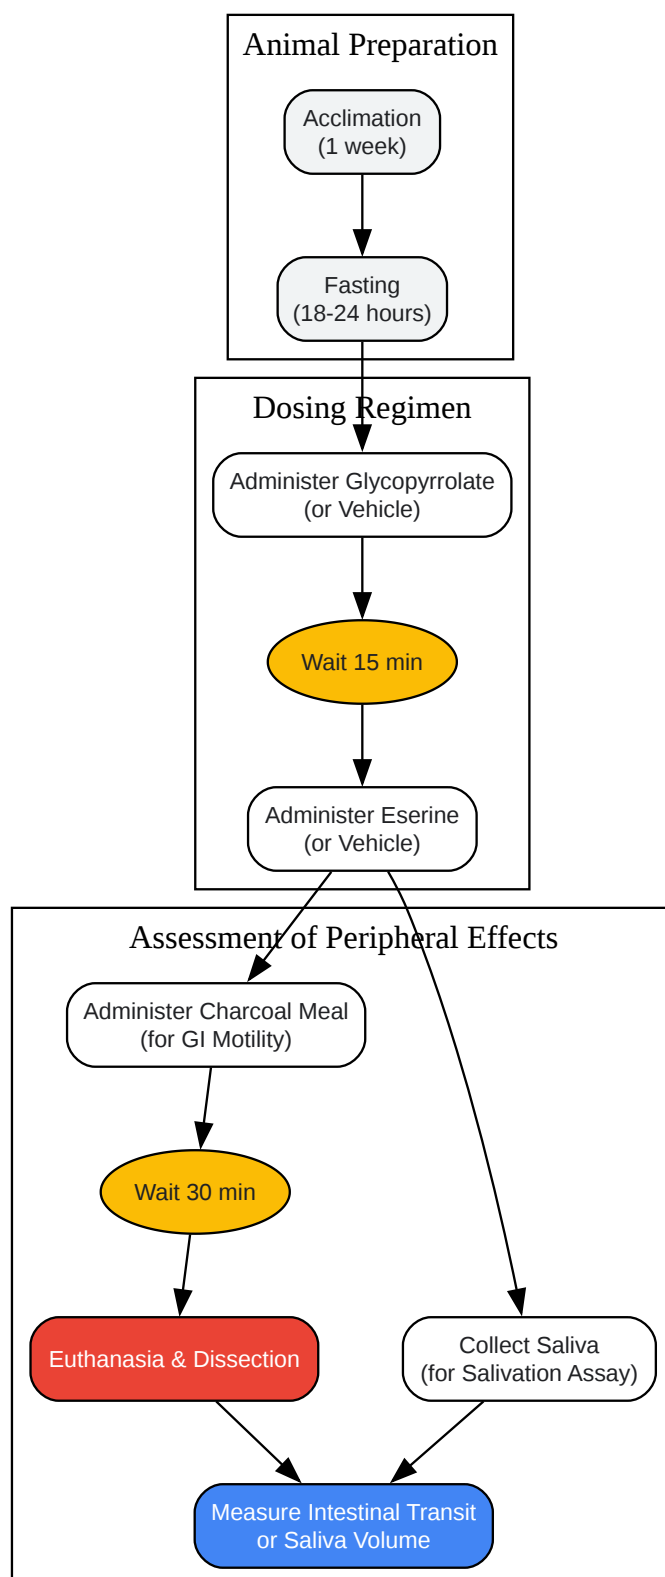 Animal Preparation
Acclimation
(1 week)
Fasting
(18-24 hours)
Dosing Regimen
Administer Glycopyrrolate
(or Vehicle)
Wait 15 min
Administer Eserine
(or Vehicle)
Assessment of Peripheral Effects
Administer Charcoal Meal
(for GI Motility)
Wait 30 min
Euthanasia & Dissection
Collect Saliva
(for Salivation Assay)
Measure Intestinal Transit
or Saliva Volume